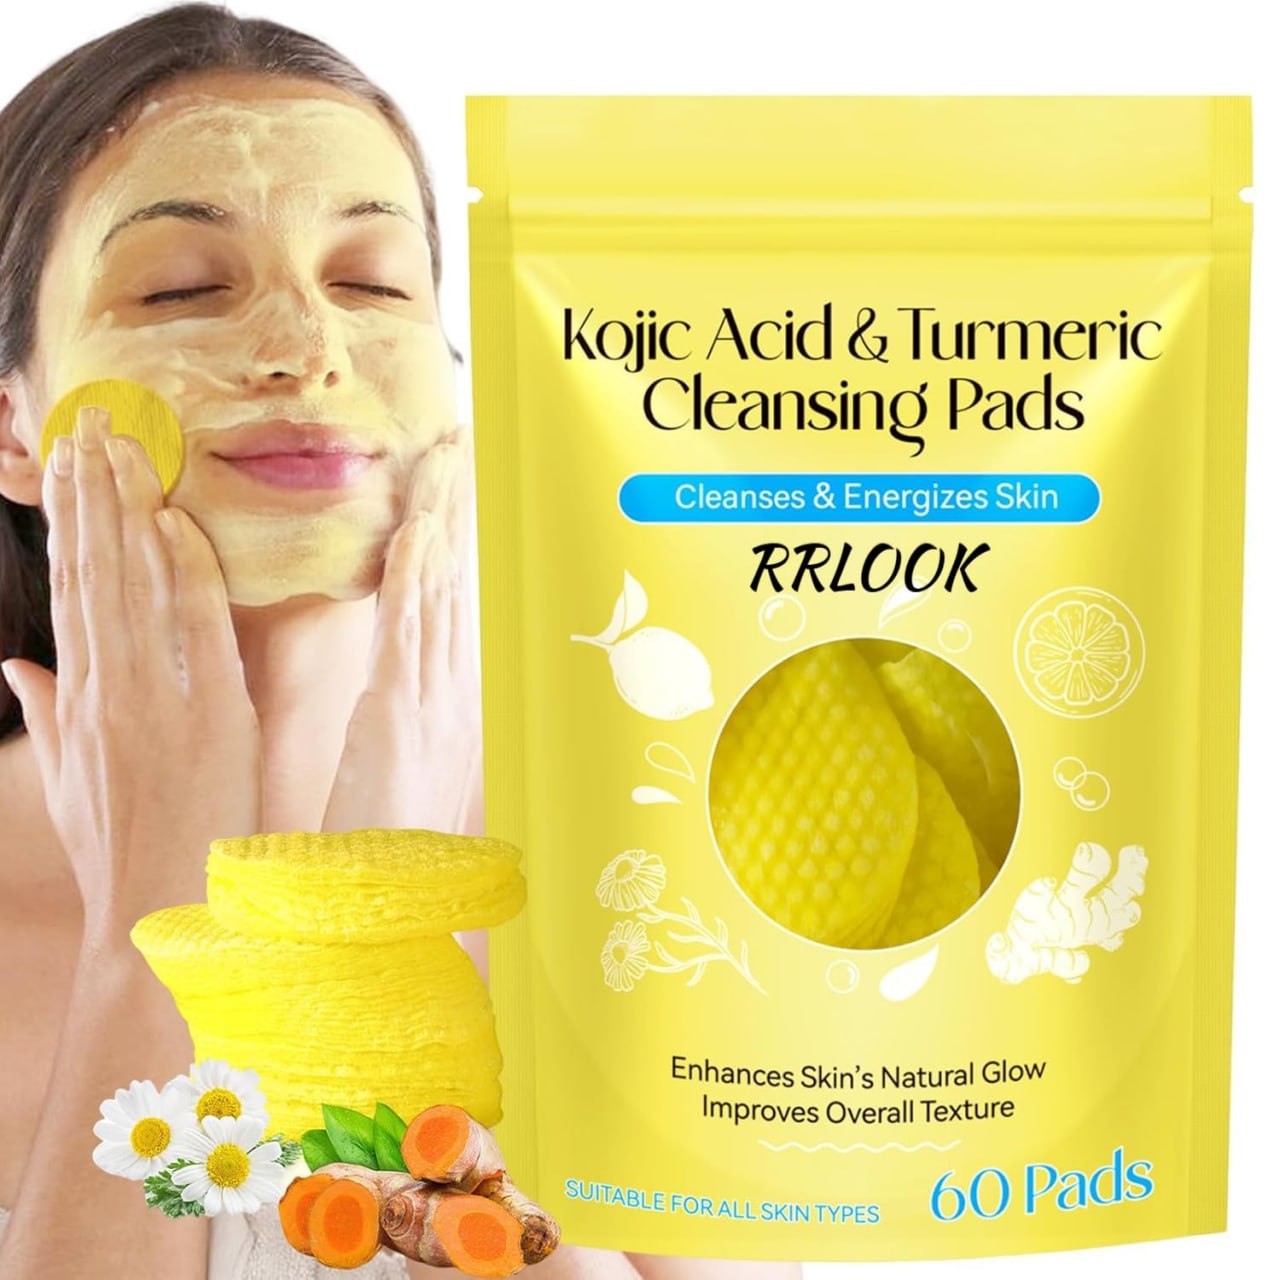 Kojic Acid & Turmeric
Cleansing Pads
Cleanses & Energizes Skin
RRLOOK
Enhances Skin's Natural Glow
Improves Overall Texture
SUITABLE FOR ALL SKIN TYPES
60 Pads